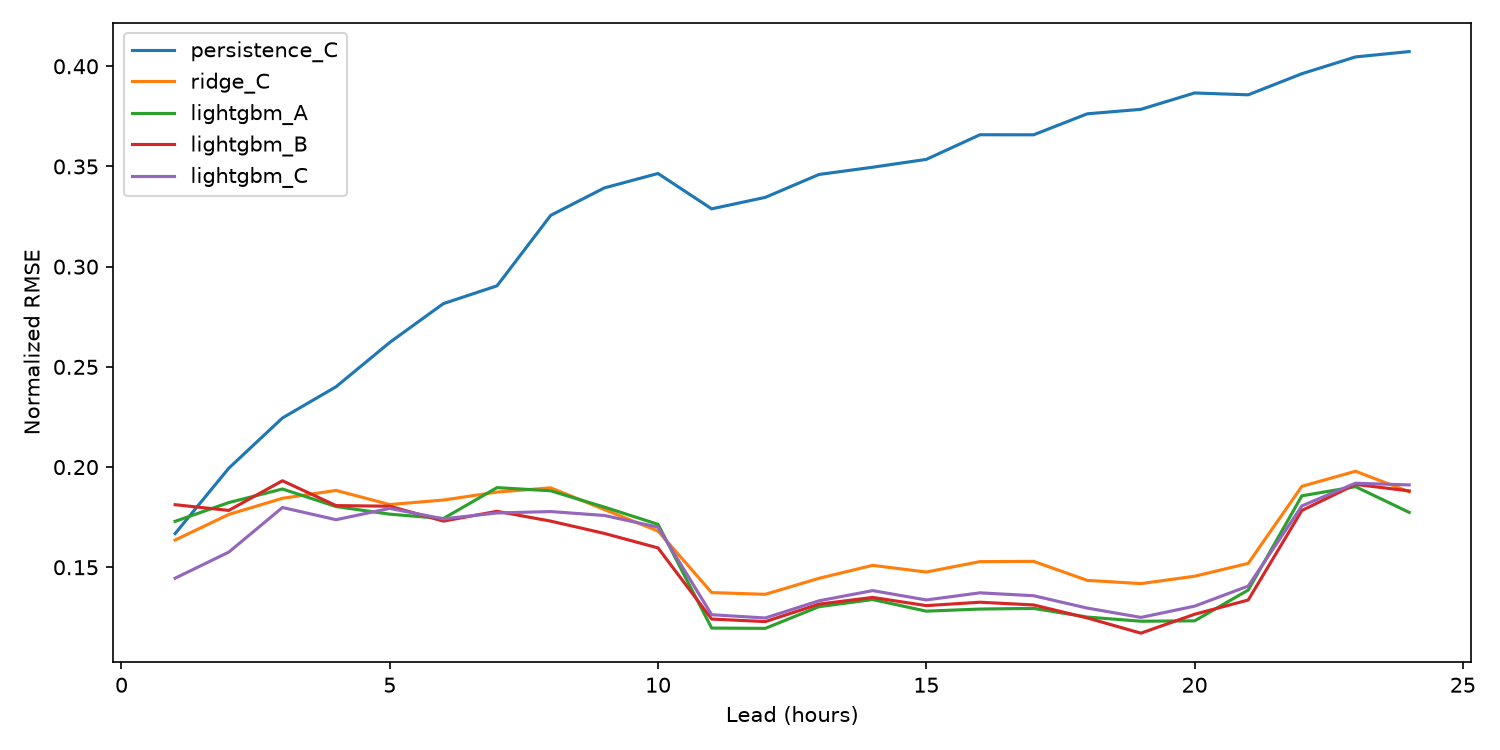 persistence_C
ridge_C
lightgbm_A
lightgbm_B
lightgbm_C
Normalized RMSE
0.40
0.35
0.30
0.25
0.20
0.15
0
5
10
15
20
25
Lead (hours)